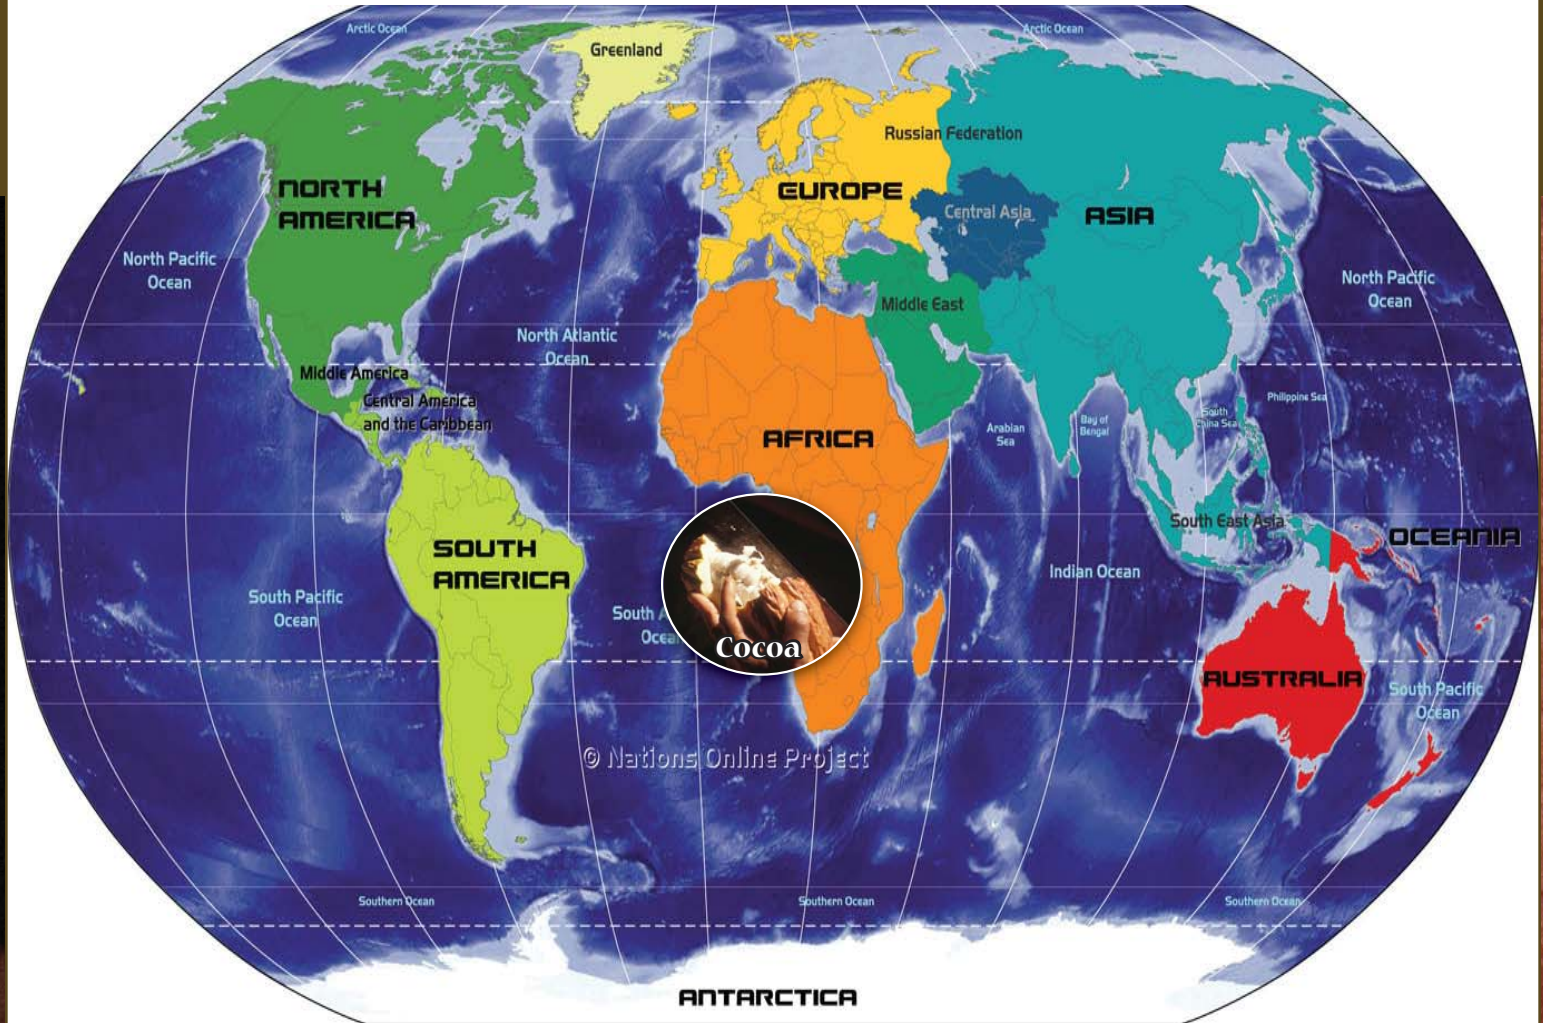 Arctic Ocean
Arctic Ocean
Greenland
Russian Federation
NORTH
AMERICA
EUROPE
Central Asia
ASIA
North Pacific
Ocean
North Pacific
Ocean
Middle East
North Atlantic
Ocean
Middle America
Central America
and the Caribbean
Philippine Sea
South
China Sea
Bay of
Bengal
Arabian
Sea
AFRICA
South East Asia
OCEANIA
SOUTH
AMERICA
Indian Ocean
South Pacific
Ocean
South
Ocean
Cocoa
AUSTRALIA
South Pacific
Ocean
© Nations Online Project
Southern Ocean
Southern Ocean
Southern Ocean
ANTARCTICA